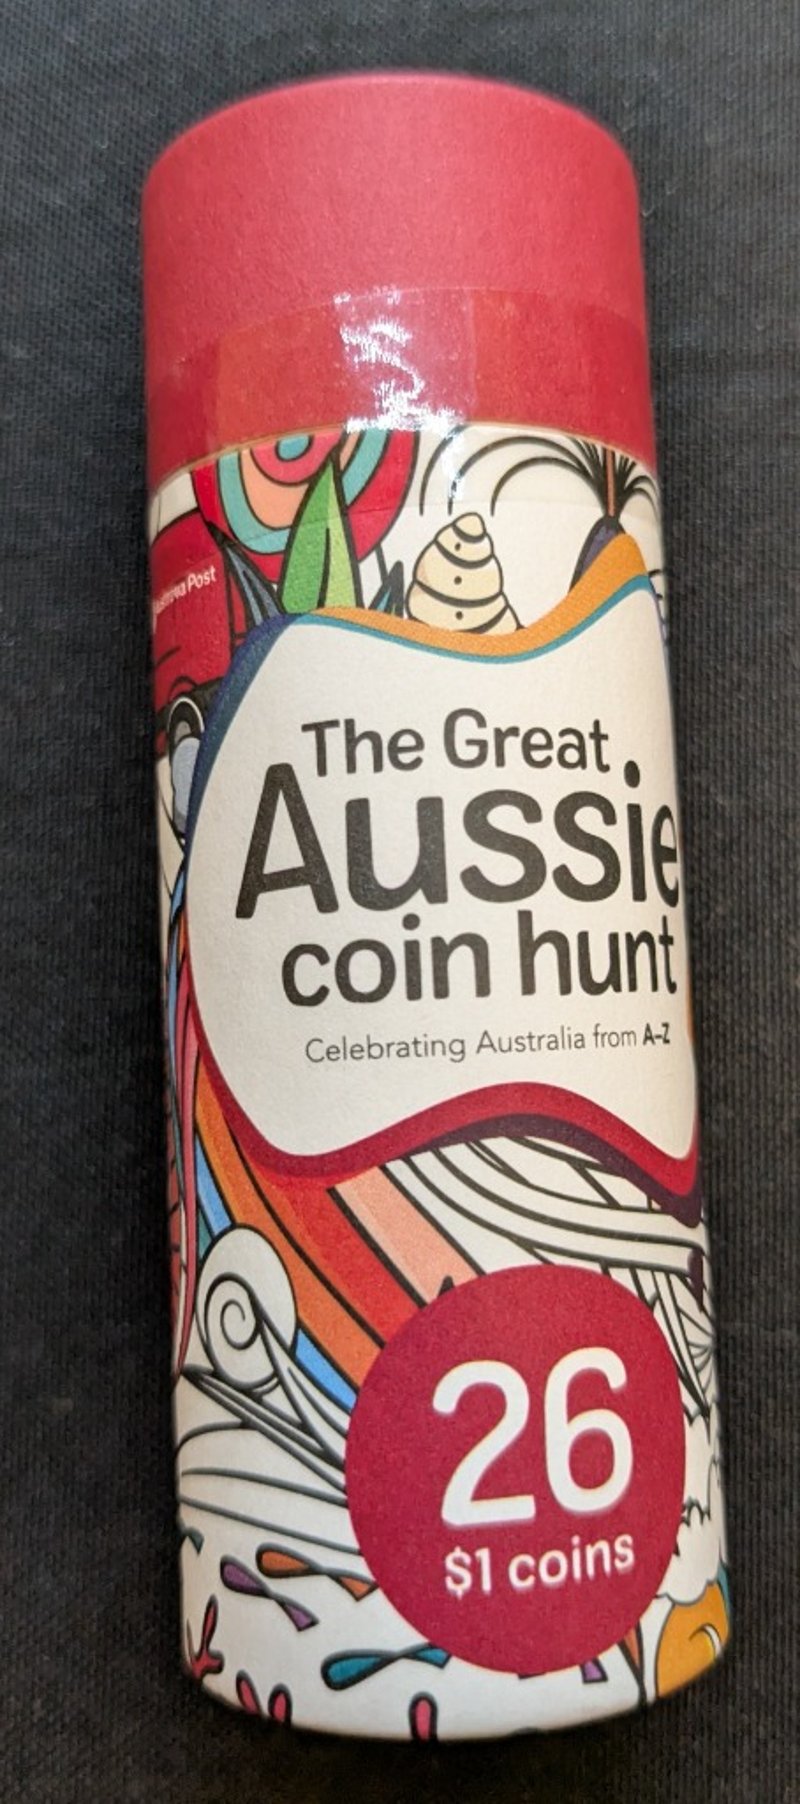 Australia Post
The Great
Aussie
coin hunt
Celebrating Australia from A–Z
26
$1 coins